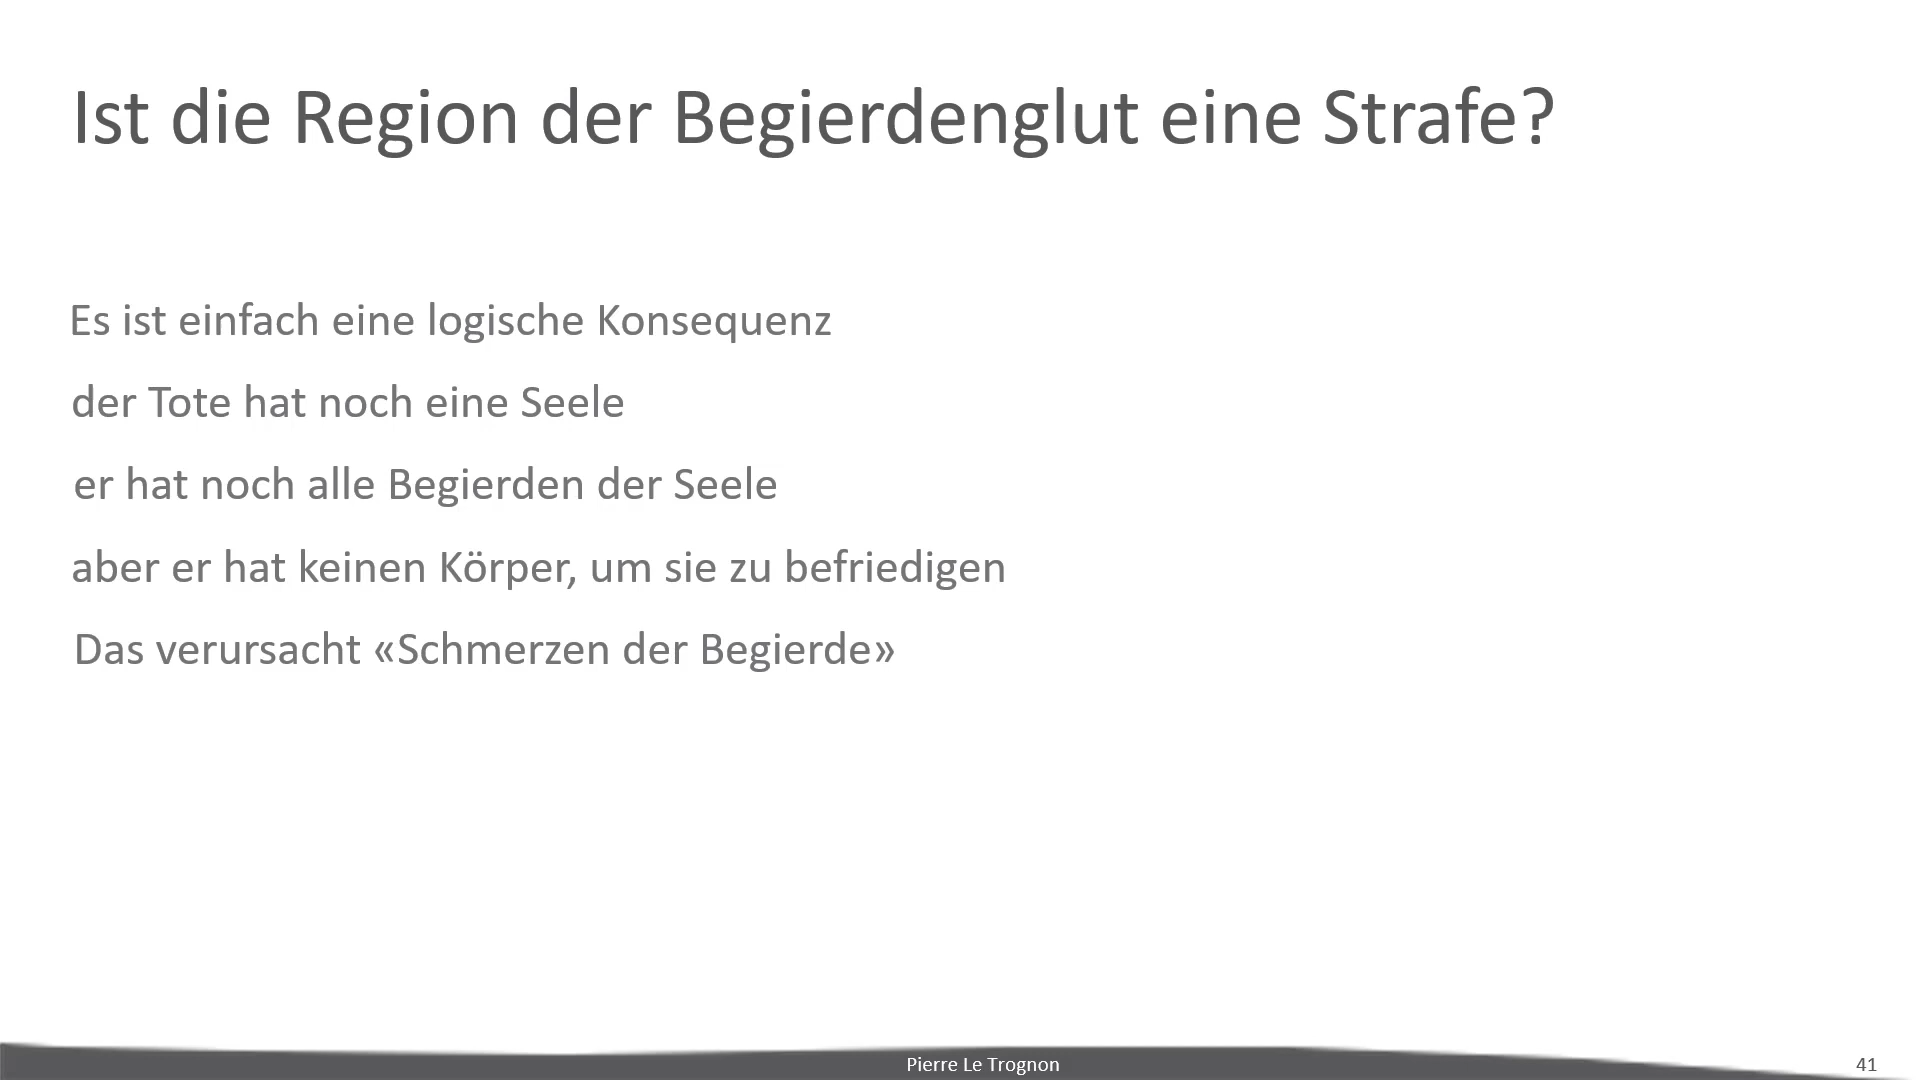 Ist die Region der Begierdenglut eine Strafe?
Es ist einfach eine logische Konsequenz
der Tote hat noch eine Seele
er hat noch alle Begierden der Seele
aber er hat keinen Körper, um sie zu befriedigen
Das verursacht «Schmerzen der Begierde»
Pierre Le Trognon
41